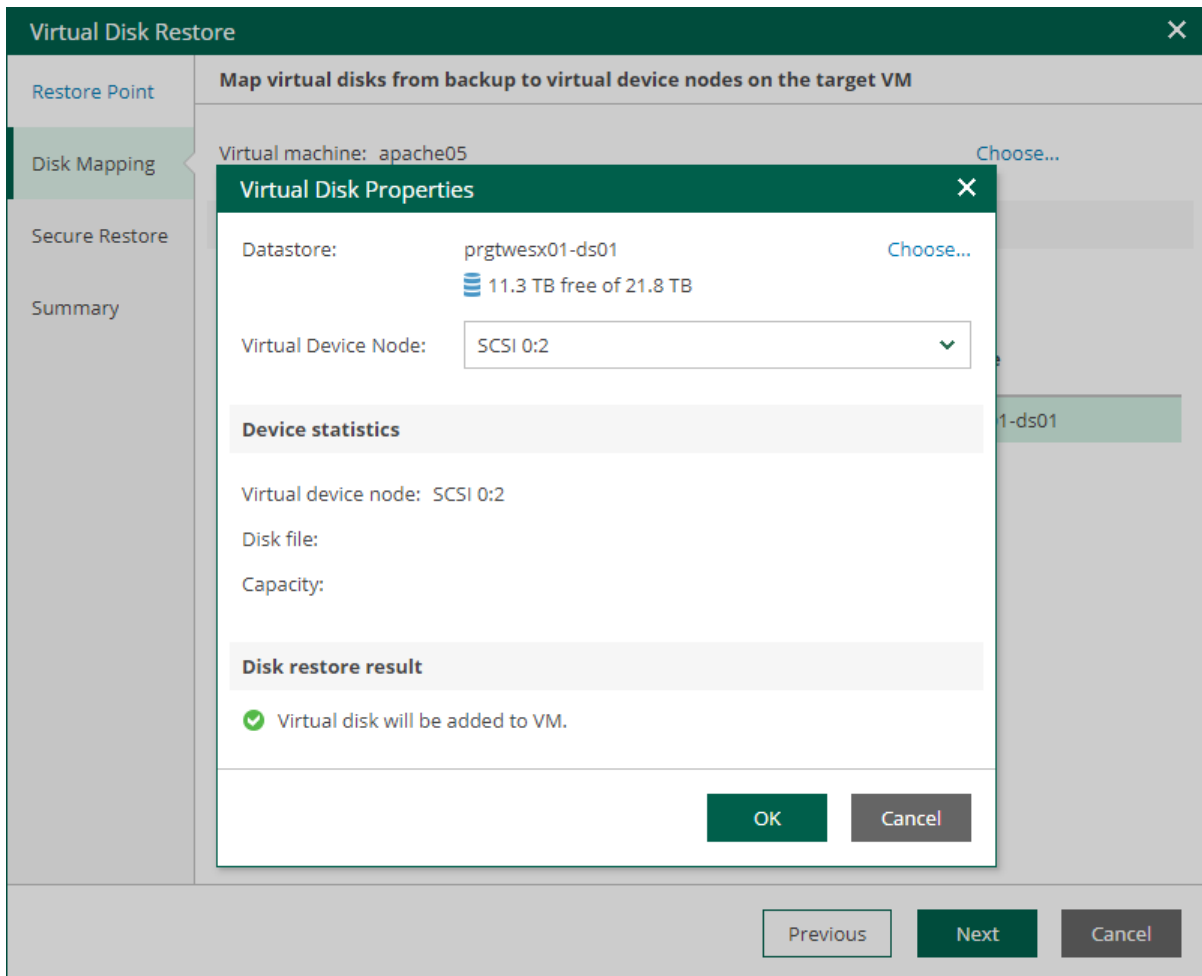 Virtual Disk Restore
Restore Point
Map virtual disks from backup to virtual device nodes on the target VM
Disk Mapping
Virtual machine: apache05 Choose...
Secure Restore
Summary
Virtual Disk Properties
Datastore: prgtwesx01-ds01 Choose...
11.3 TB free of 21.8 TB
Virtual Device Node: SCSI 0:2
Device statistics
1-ds01
Virtual device node: SCSI 0:2
Disk file:
Capacity:
Disk restore result
Virtual disk will be added to VM.
OK Cancel
Previous Next Cancel